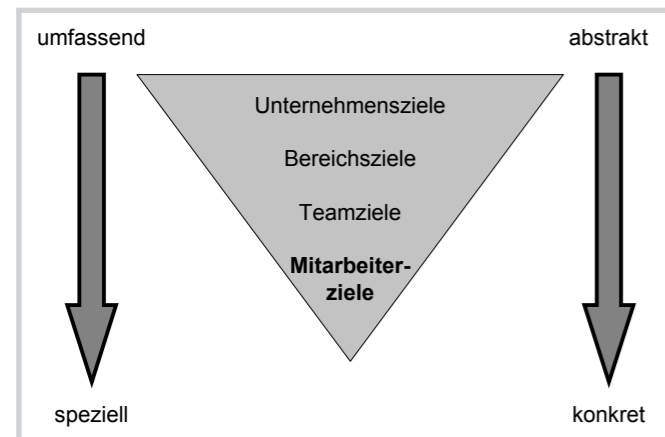 umfassend
abstrakt
Unternehmensziele
Bereichsziele
Teamziele
Mitarbeiter-
ziele
speziell
konkret